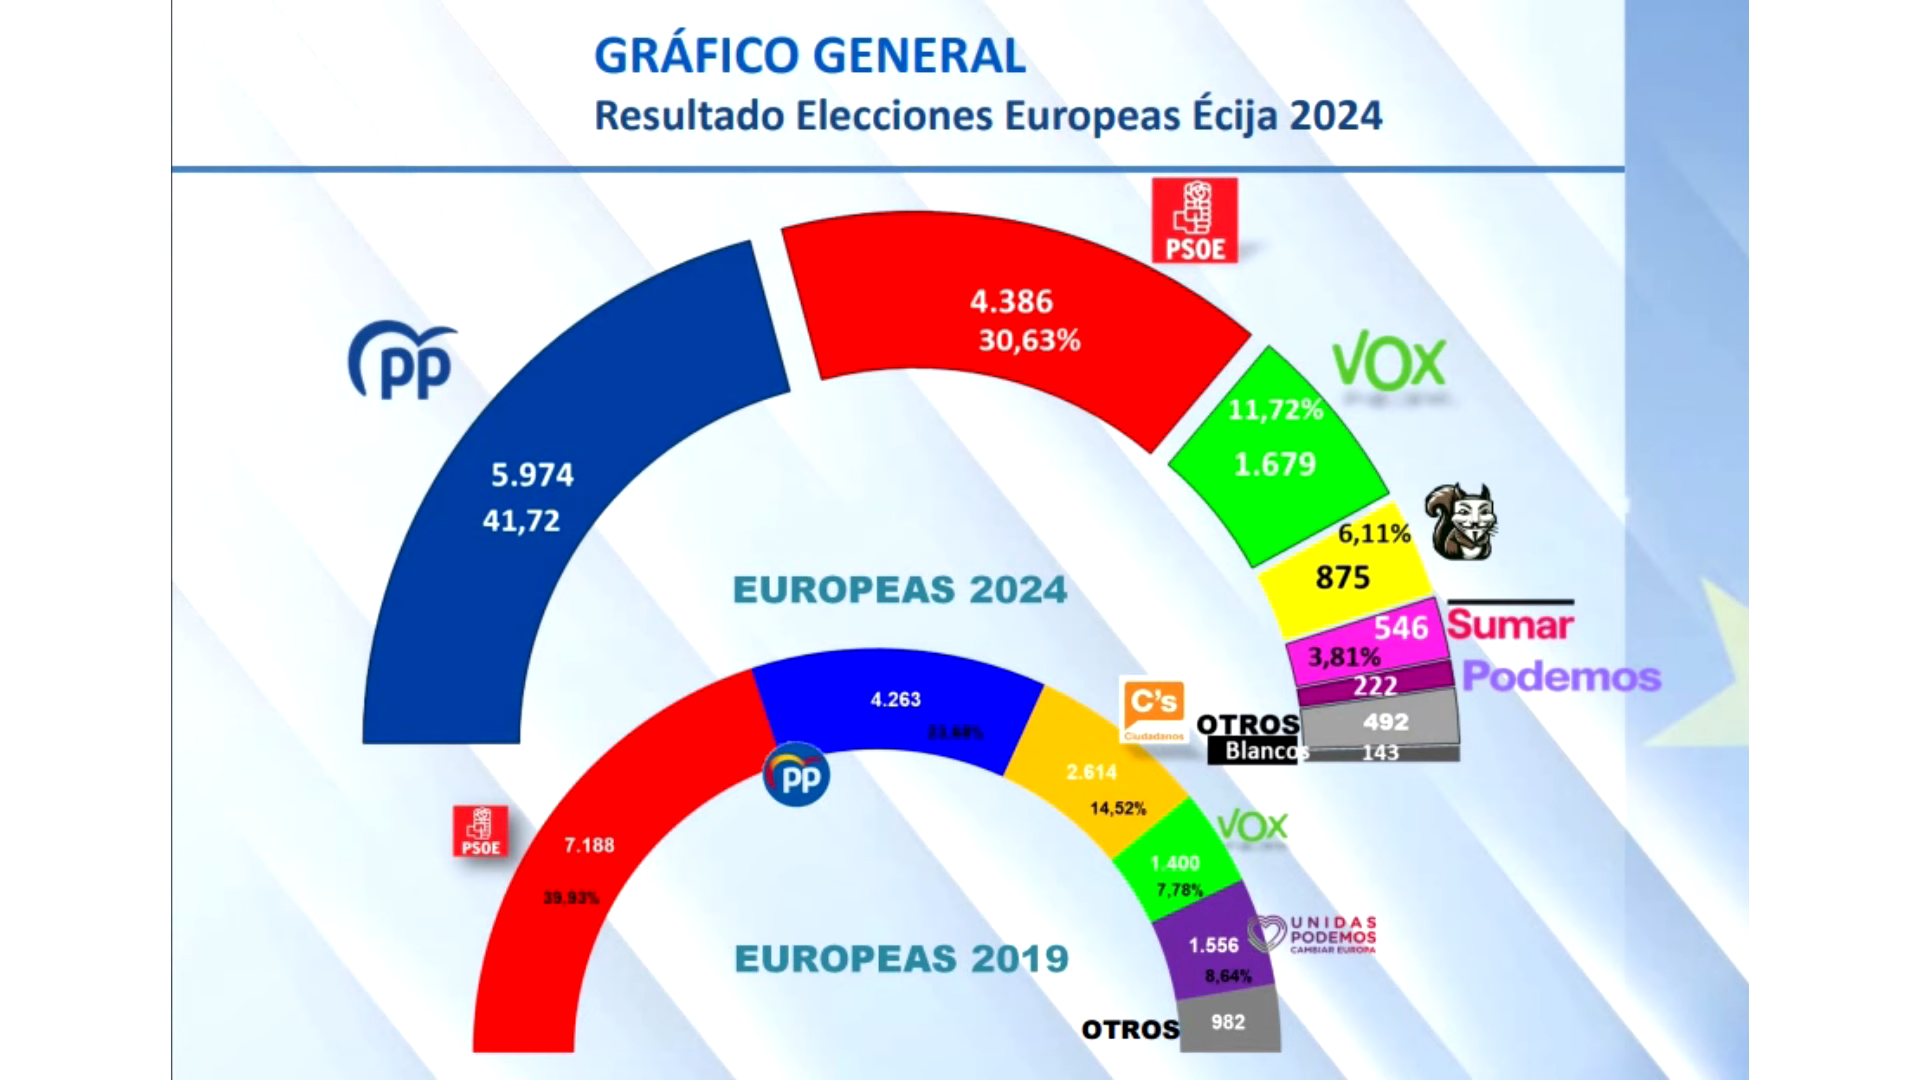 GRÁFICO GENERAL
Resultado Elecciones Europeas Écija 2024
PSOE
4.386
30,63%
pp
VOX
11,72%
1.679
5.974
41,72
6,11%
875
EUROPEAS 2024
546
Sumar
3,81%
Podemos
222
4.263
23,68%
C's
Ciudadanos
OTROS
492
Blancos
143
pp
2.614
14,52%
PSOE
7.188
VOX
1.400
7,78%
39,93%
UNIDAS
PODEMOS
CAMBIAR EUROPA
1.556
8,64%
EUROPEAS 2019
OTROS
982